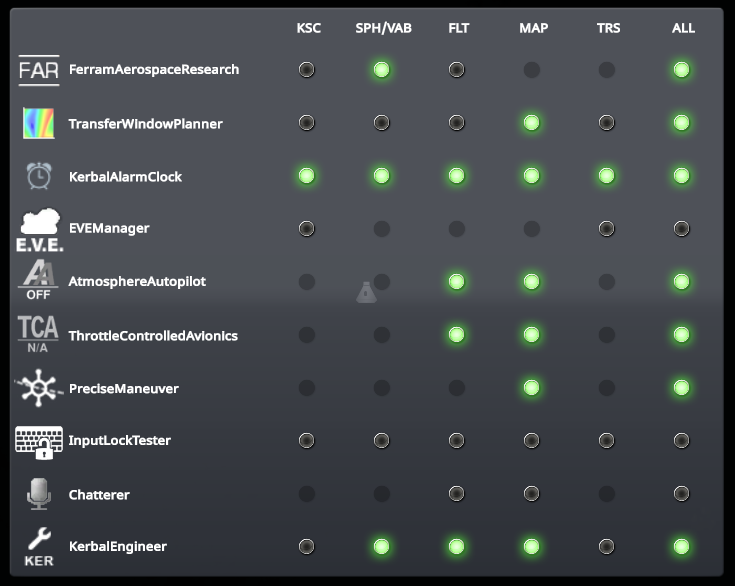 KSC SPH/VAB FLT MAP TRS ALL
FAR FerramAerospaceResearch
TransferWindowPlanner
KerbalAlarmClock
EVEManager
E.V.E.
AA AtmosphereAutopilot
OFF
TCA ThrottleControlledAvionics
N/A
PreciseManeuver
InputLockTester
Chatterer
KerbalEngineer
KER